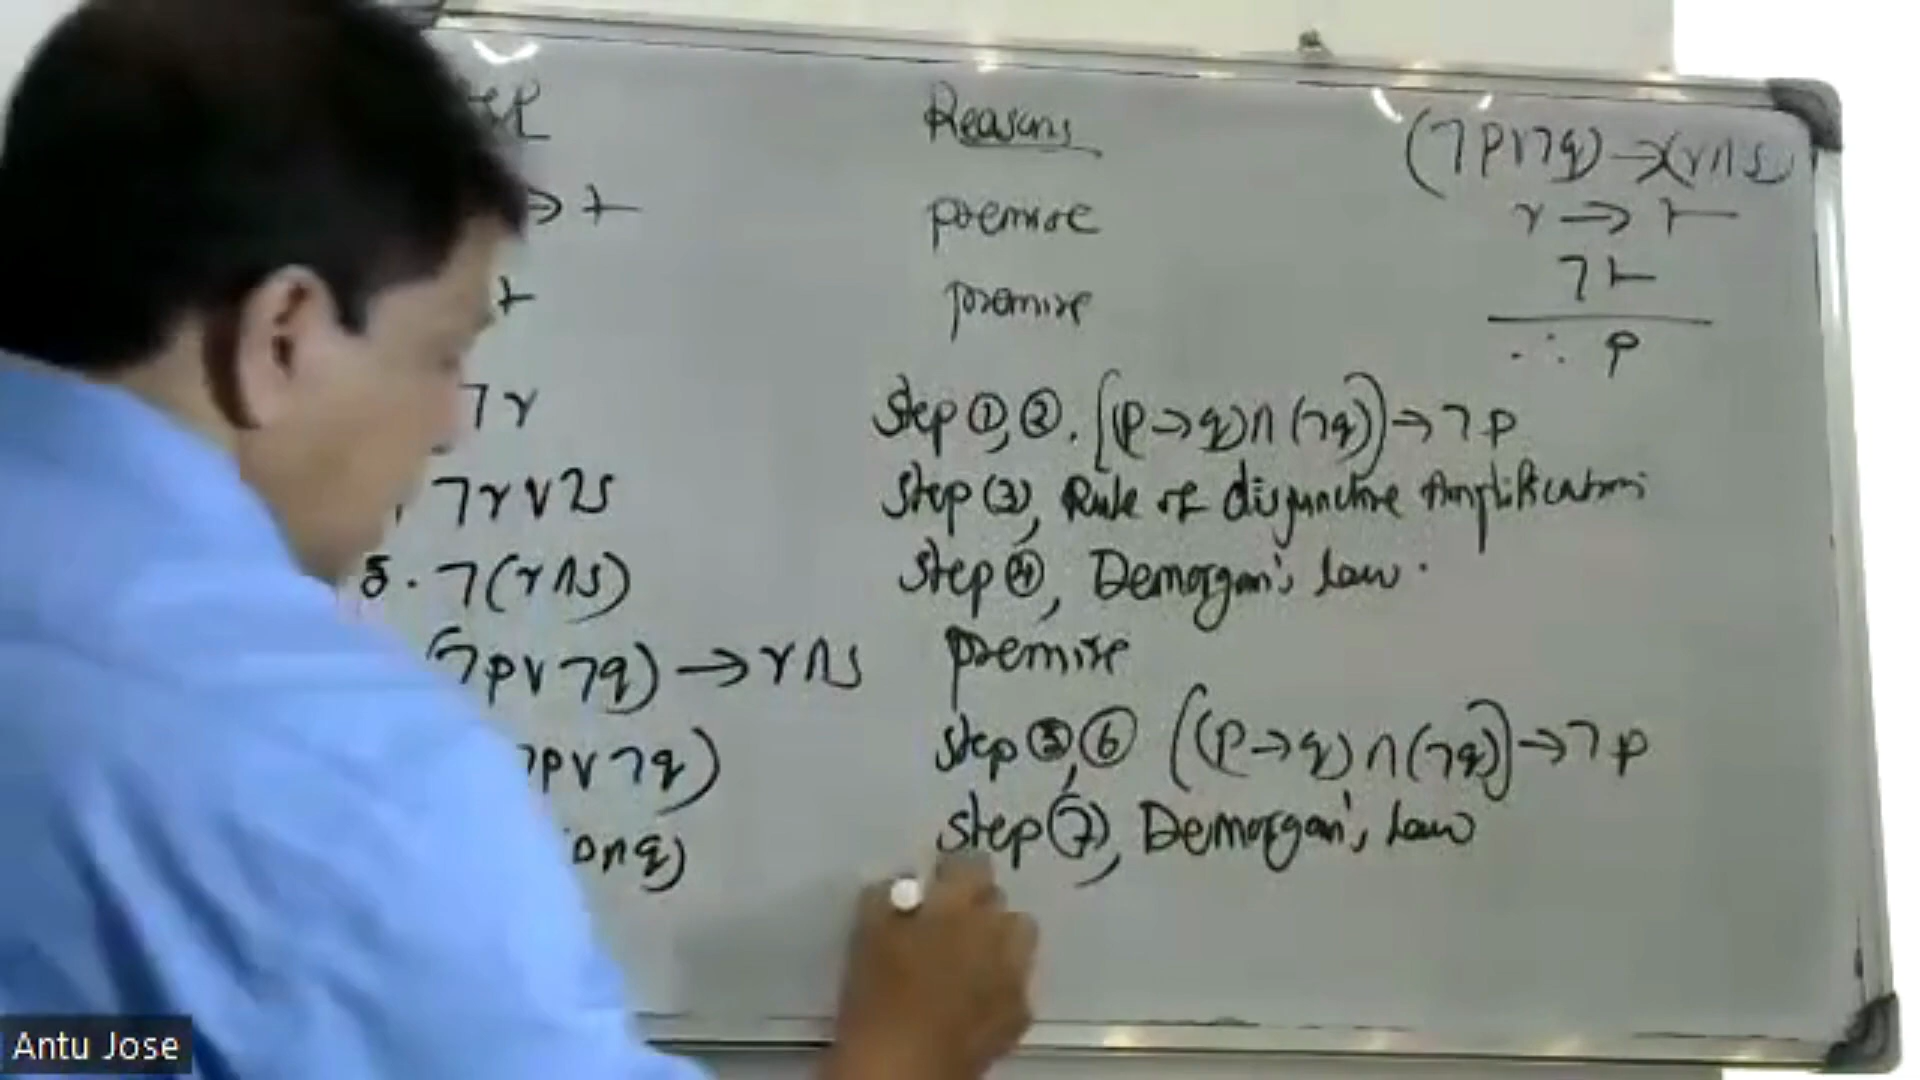 Reasons
(¬p∨¬q)→(r∧s)
→ t
premise
r → t
t
premise
¬t
∴ p
¬r
Step ①,②. [(p→q)∧(¬q)]→¬p
¬r∨¬s
Step (3), Rule of disjunctive Amplification
5. ¬(r∧s)
Step ④, Demorgan's law.
(¬p∨¬q)→r∧s
premise
¬p∨¬q)
Step ⑤,⑥ [(p→q)∧(¬q)]→¬p
p∧q)
Step (7), Demorgan's Law
Antu Jose